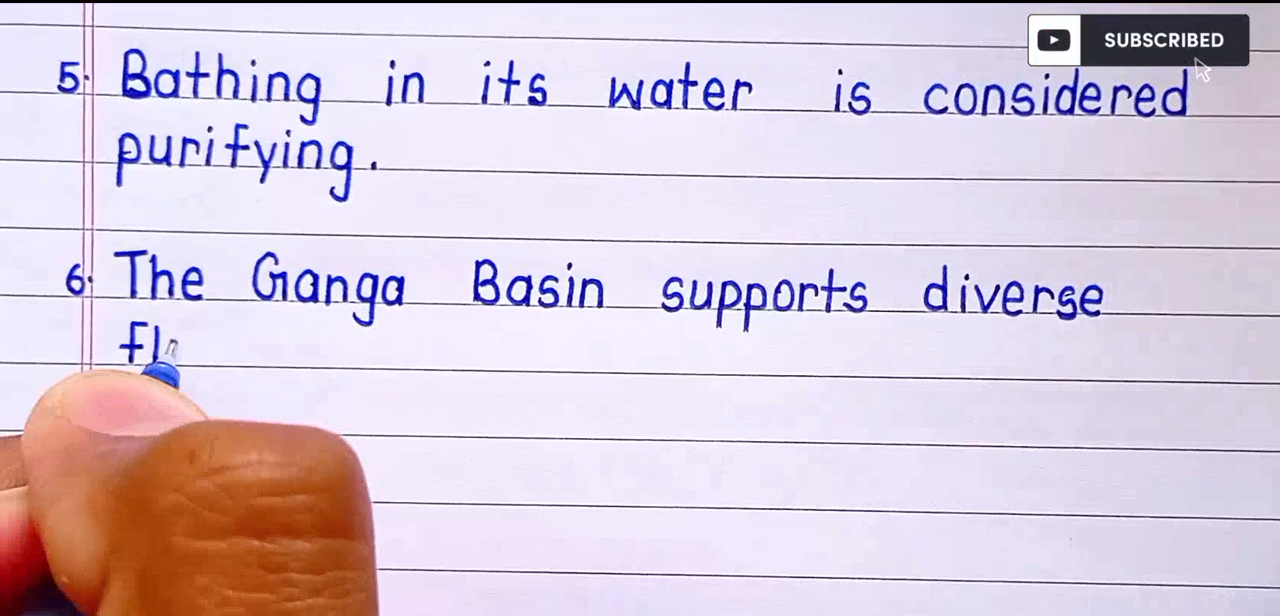 SUBSCRIBED
5. Bathing in its water is considered
purifying.
6. The Ganga Basin supports diverse